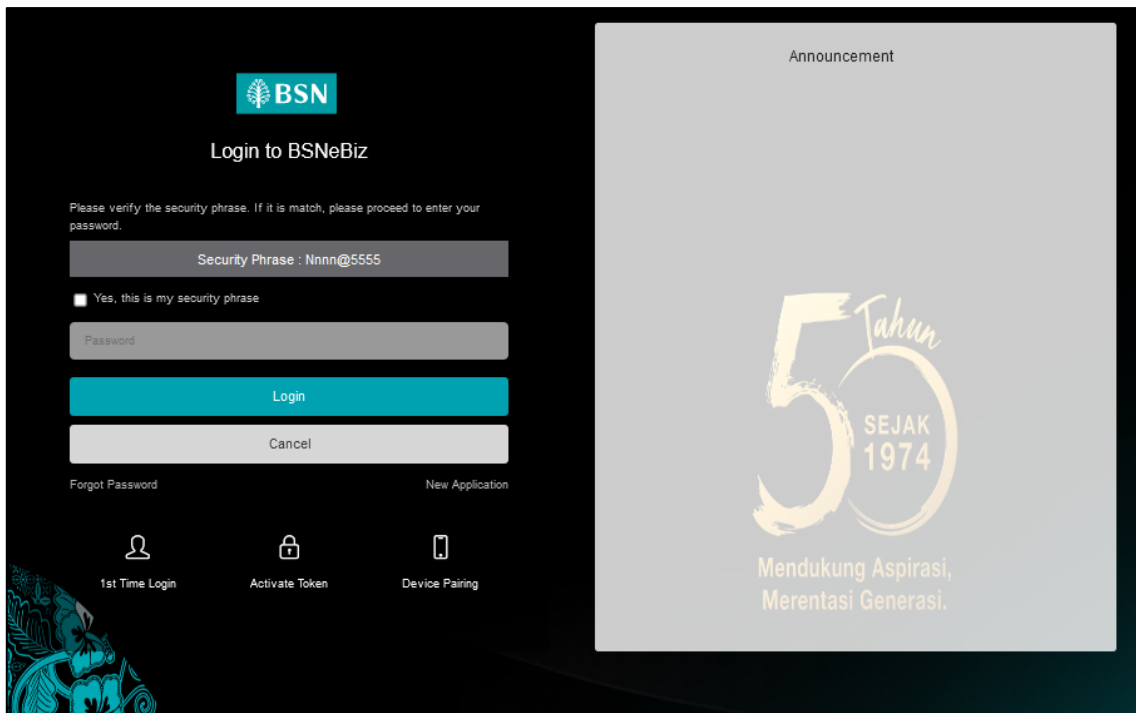 BSN
Login to BSNeBiz
Please verify the security phrase. If it is match, please proceed to enter your
password.
Security Phrase : Nnnn@5555
Yes, this is my security phrase
Password
Login
Cancel
Forgot Password
New Application
1st Time Login
Activate Token
Device Pairing
Announcement
50 Tahun
SEJAK
1974
Mendukung Aspirasi,
Merentasi Generasi.